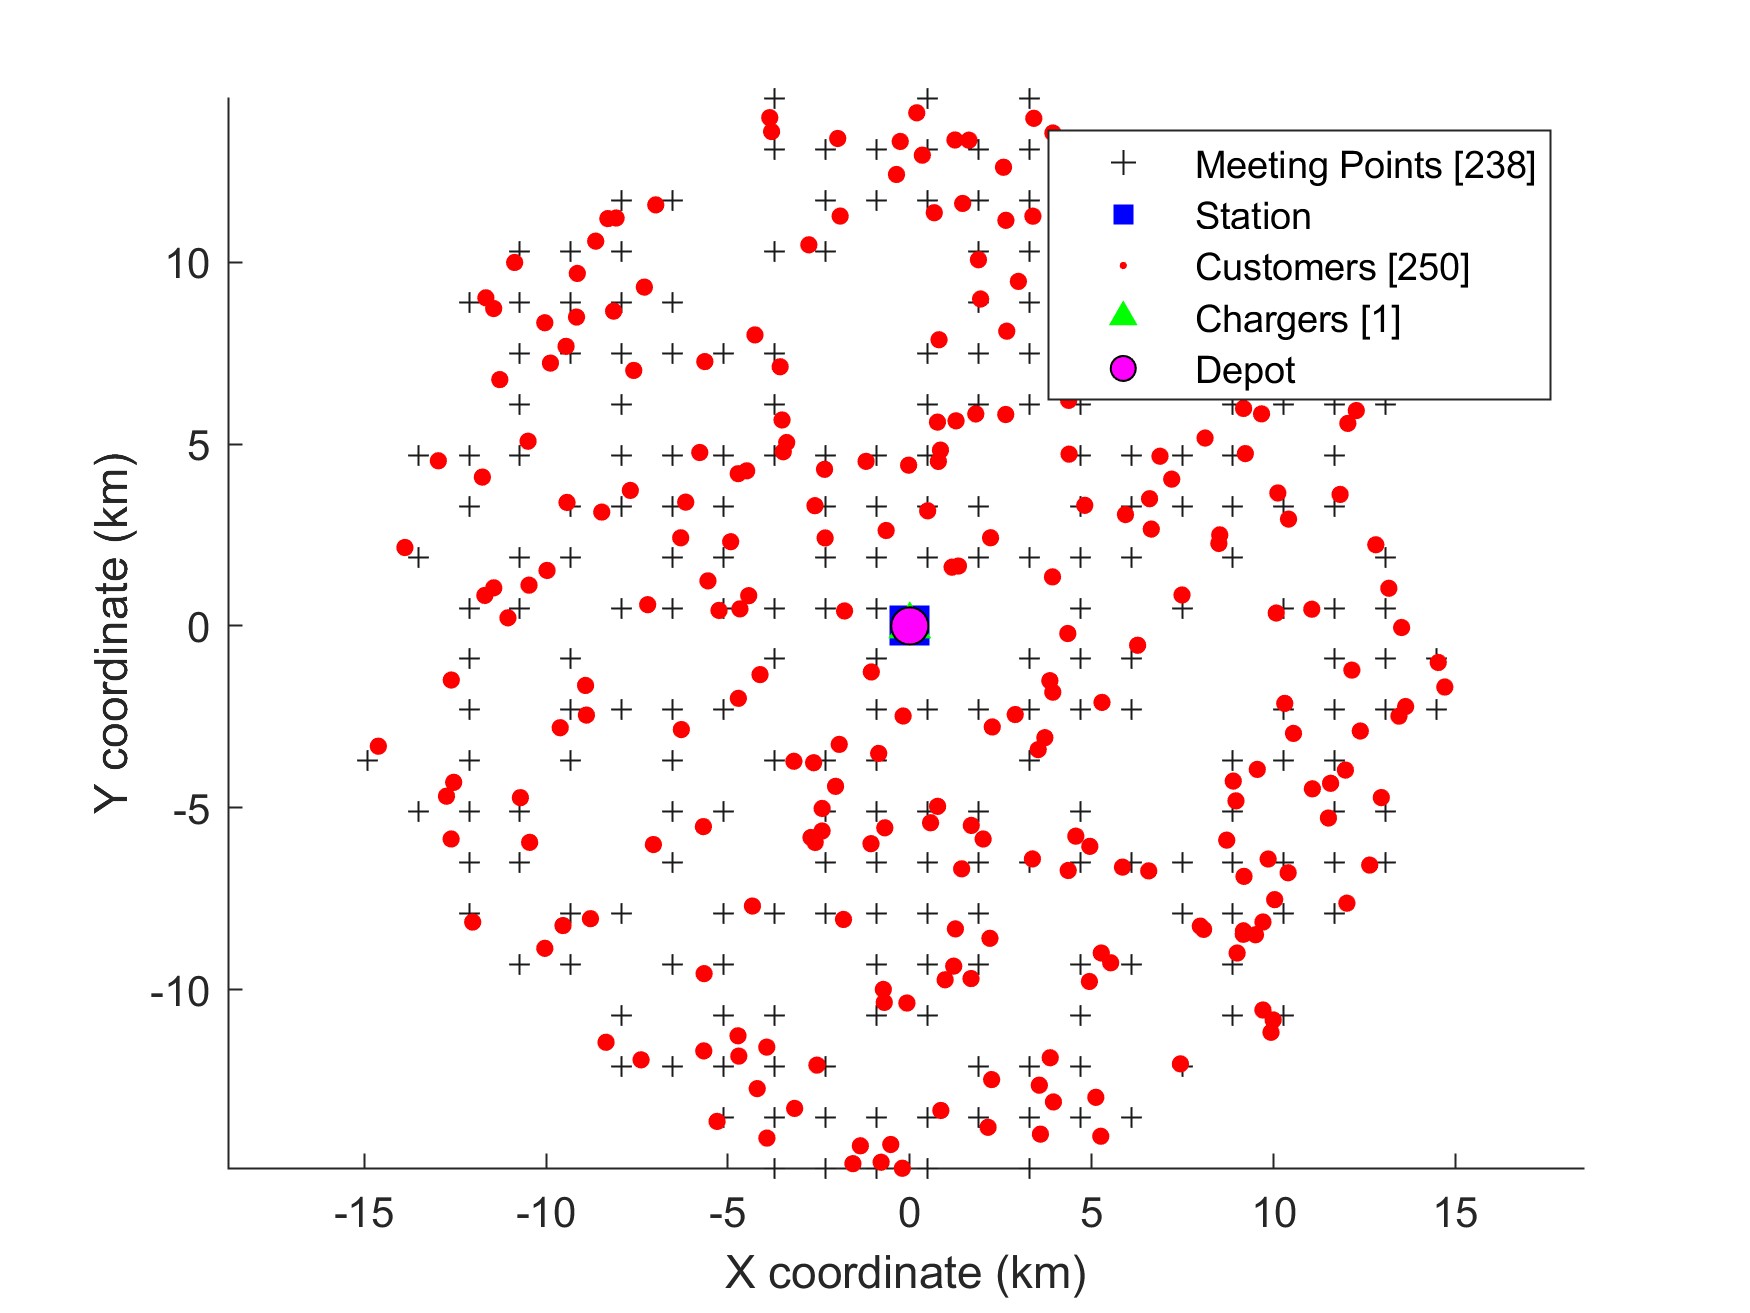 Meeting Points [238]
Station
Customers [250]
Chargers [1]
Depot
10
5
0
-5
-10
Y coordinate (km)
-15
-10
-5
0
5
10
15
X coordinate (km)